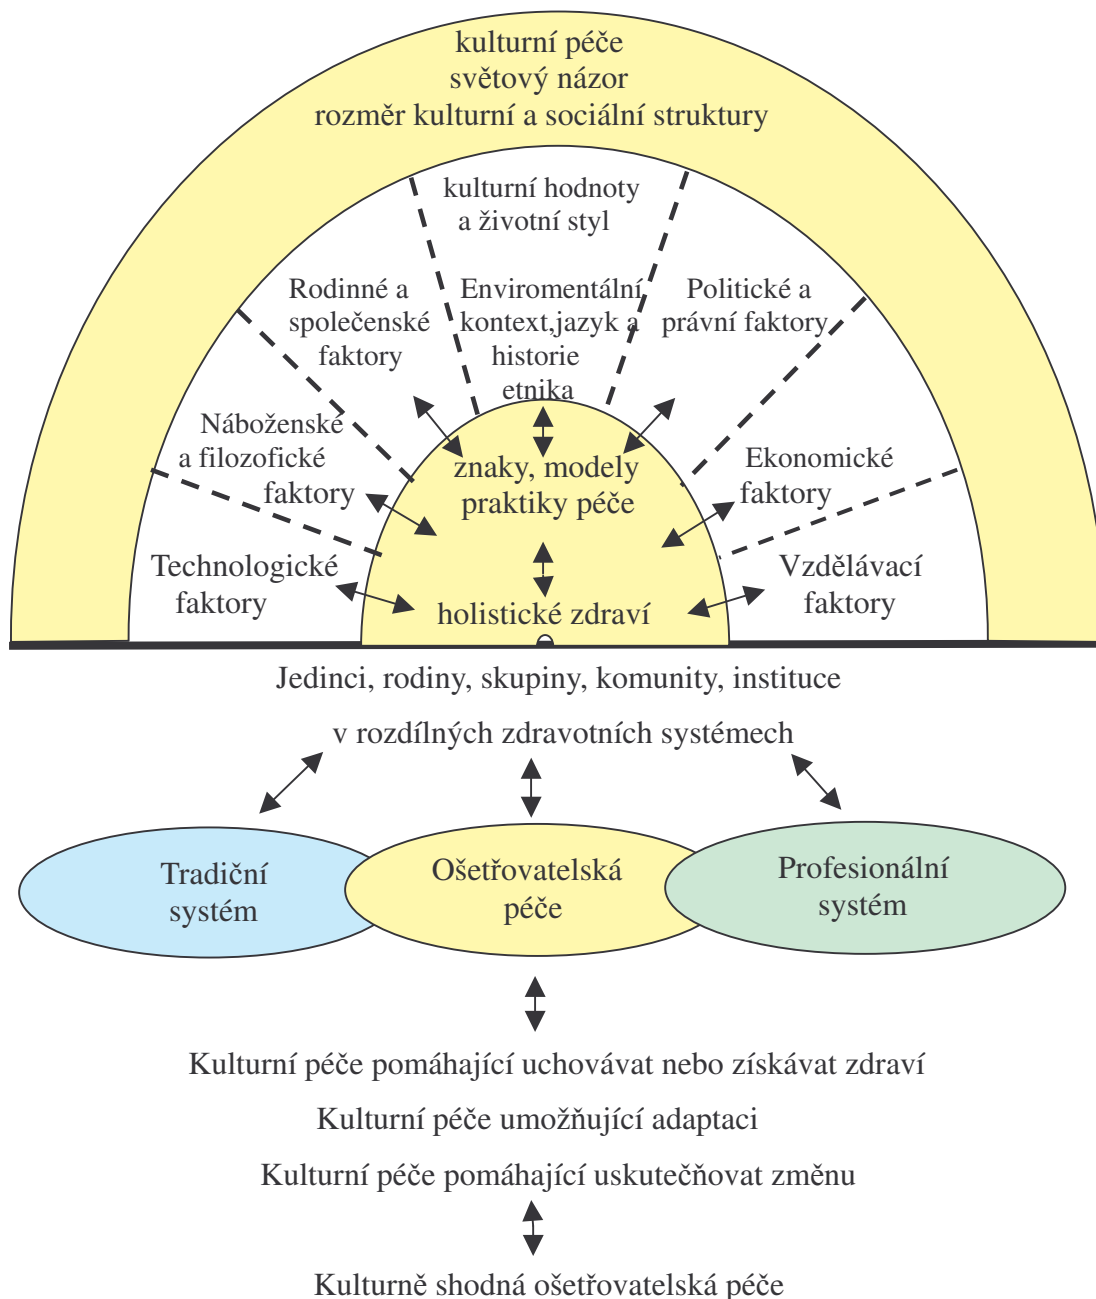 kulturní péče
světový názor
rozměr kulturní a sociální struktury
kulturní hodnoty
a životní styl
Rodinné a
společenské
faktory
Enviromentální
kontext,jazyk a
historie
etnika
Politické a
právní faktory
Náboženské
a filozofické
faktory
znaky, modely
praktiky péče
Ekonomické
faktory
Technologické
faktory
holistické zdraví
Vzdělávací
faktory
Jedinci, rodiny, skupiny, komunity, instituce
v rozdílných zdravotních systémech
Tradiční
systém
Ošetřovatelská
péče
Profesionální
systém
Kulturní péče pomáhající uchovávat nebo získávat zdraví
Kulturní péče umožňující adaptaci
Kulturní péče pomáhající uskutečňovat změnu
Kulturně shodná ošetřovatelská péče